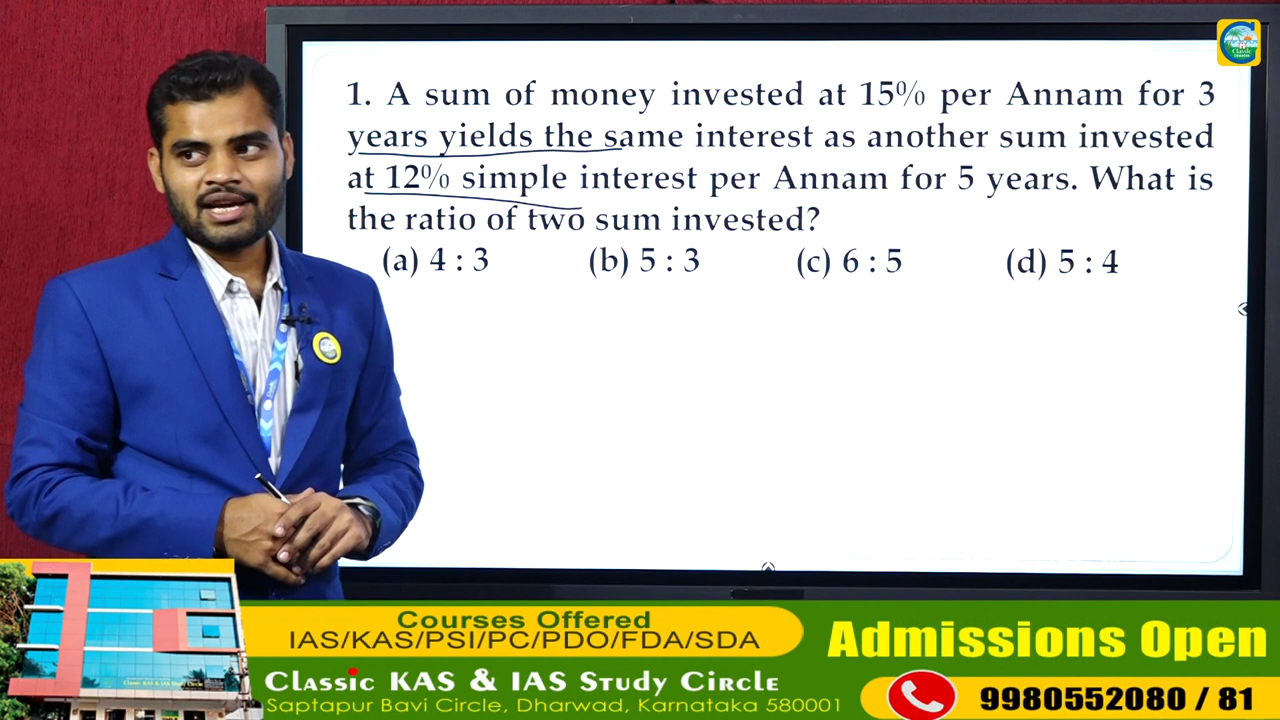 1. A sum of money invested at 15% per Annam for 3
years yields the same interest as another sum invested
at 12% simple interest per Annam for 5 years. What is
the ratio of two sum invested?
(a) 4 : 3 (b) 5 : 3 (c) 6 : 5 (d) 5 : 4
Courses Offered
IAS/KAS/PSI/PC/PDO/FDA/SDA
Classic KAS & IAS Study Circle
Saptapur Bavi Circle, Dharwad, Karnataka 580001
Admissions Open
9980552080 / 81